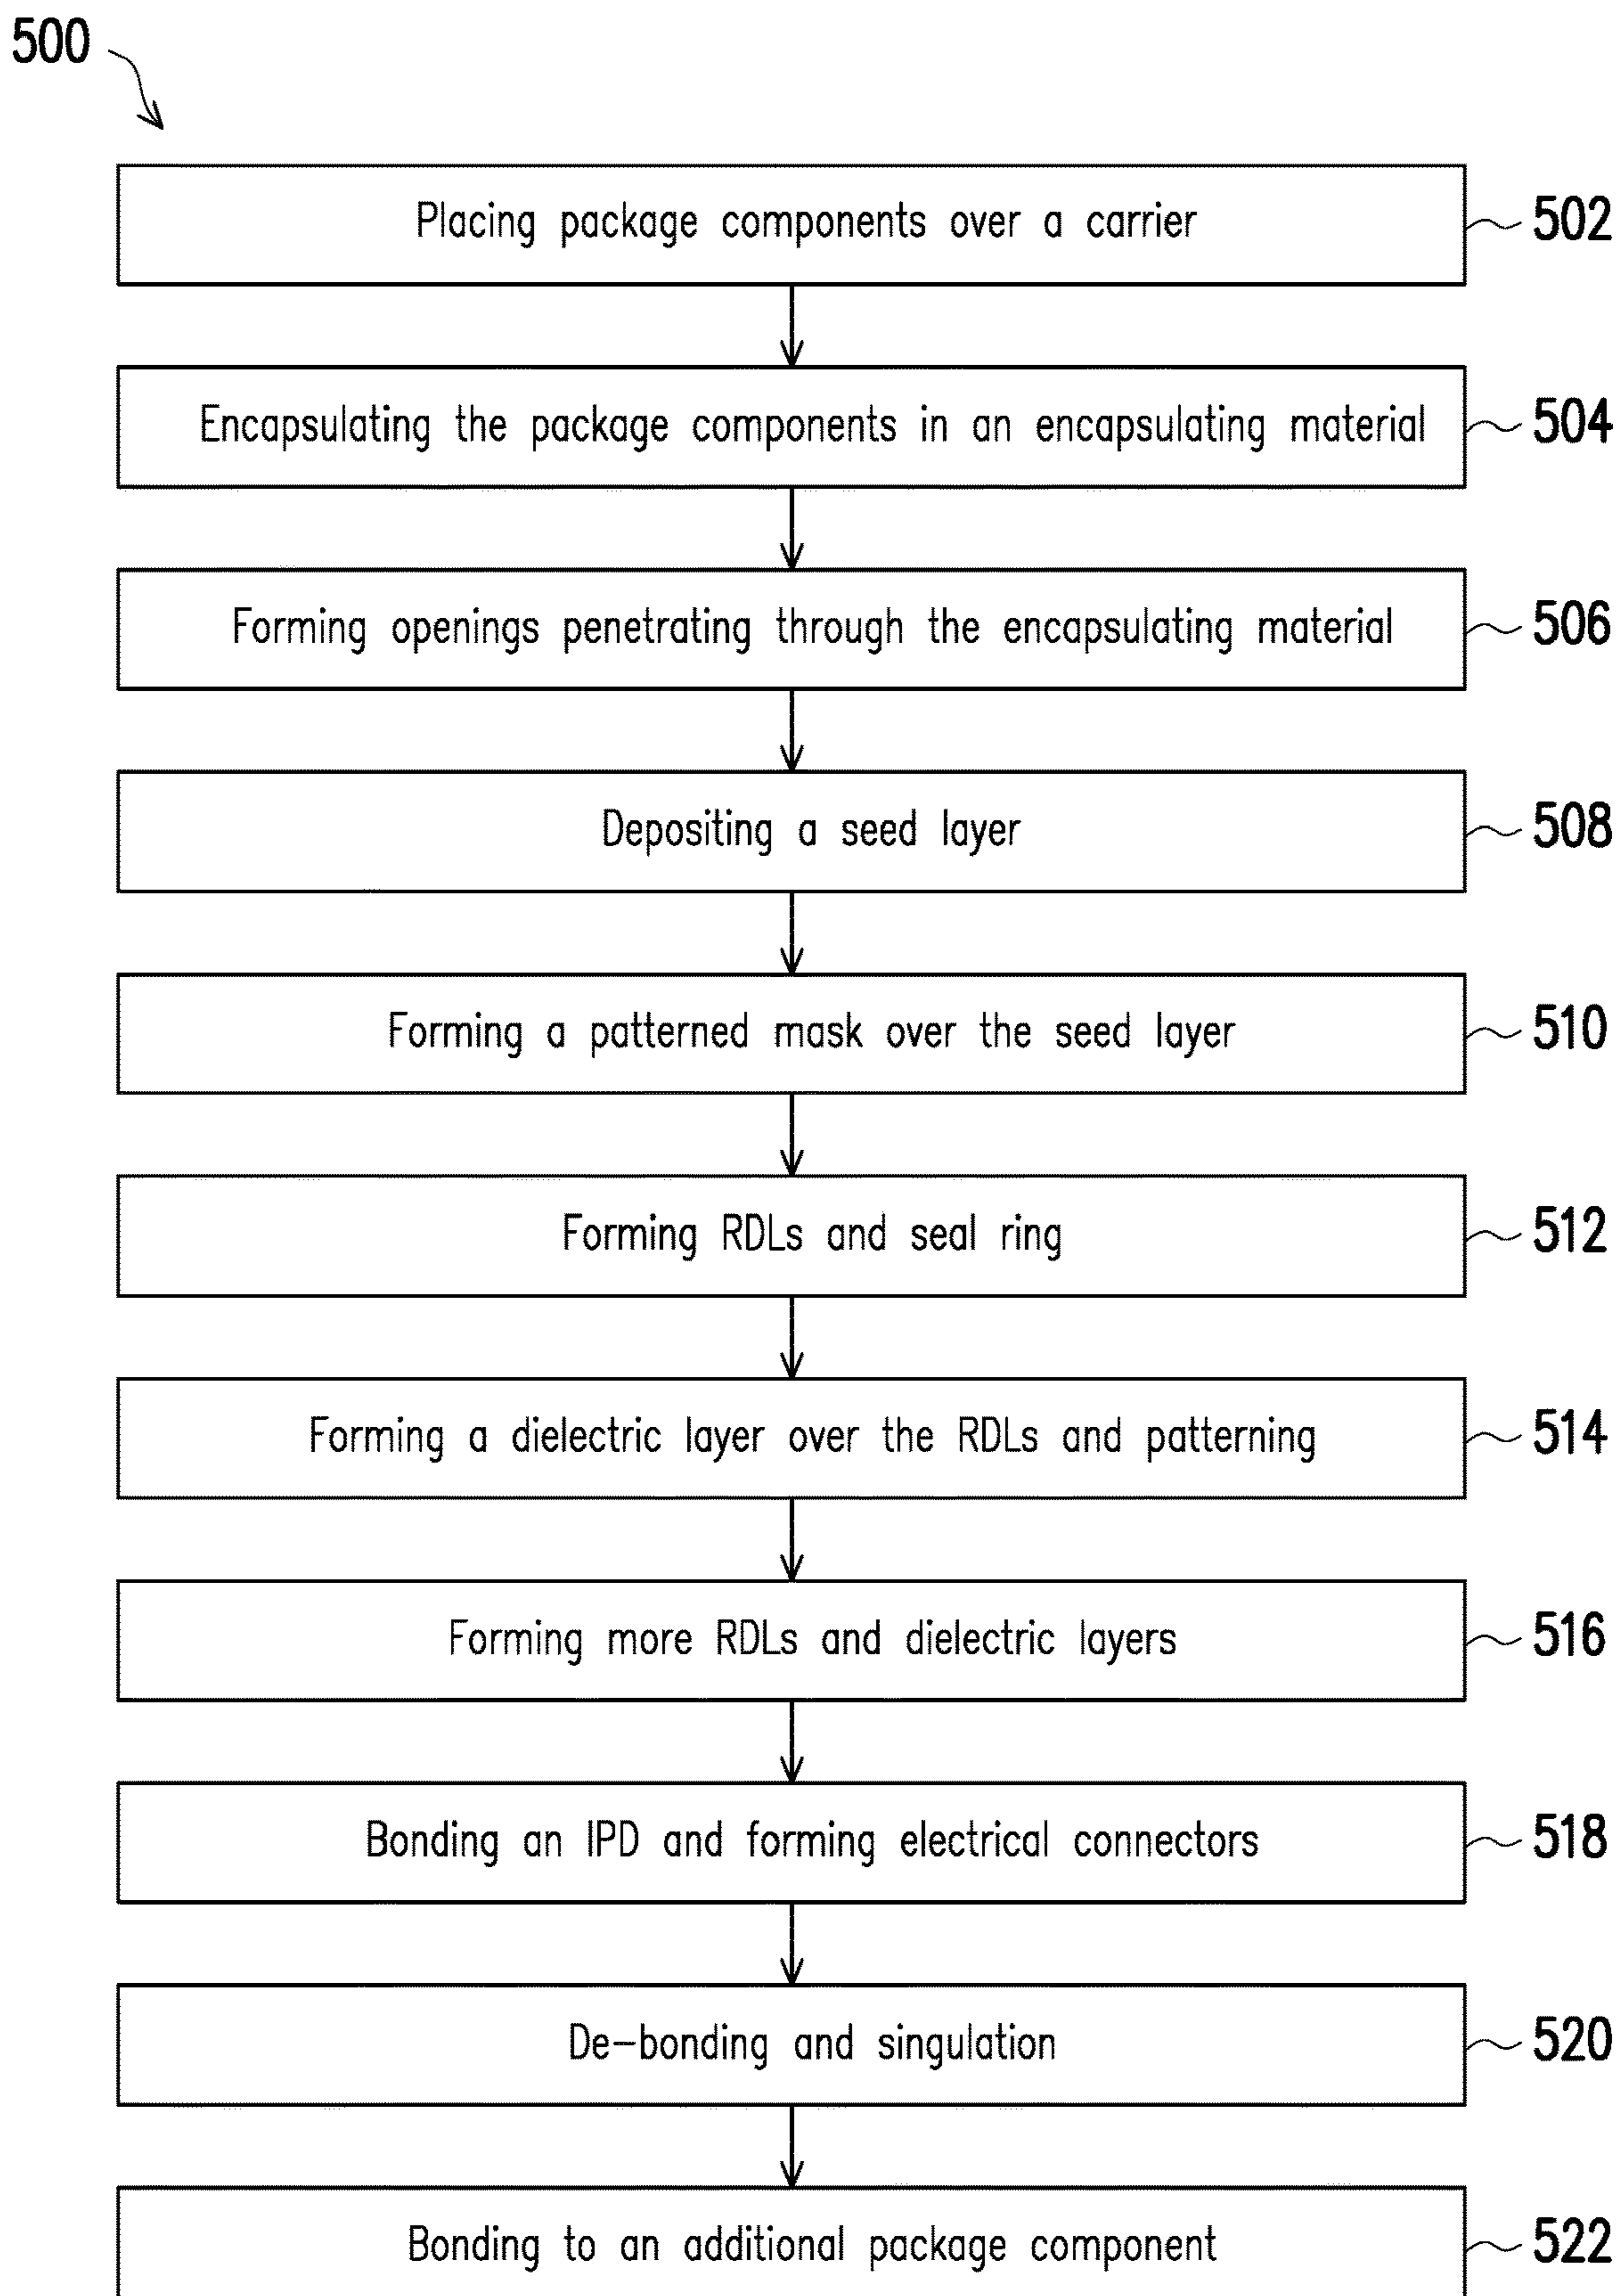 500
Placing package components over a carrier 502
Encapsulating the package components in an encapsulating material 504
Forming openings penetrating through the encapsulating material 506
Depositing a seed layer 508
Forming a patterned mask over the seed layer 510
Forming RDLs and seal ring 512
Forming a dielectric layer over the RDLs and patterning 514
Forming more RDLs and dielectric layers 516
Bonding an IPD and forming electrical connectors 518
De-bonding and singulation 520
Bonding to an additional package component 522